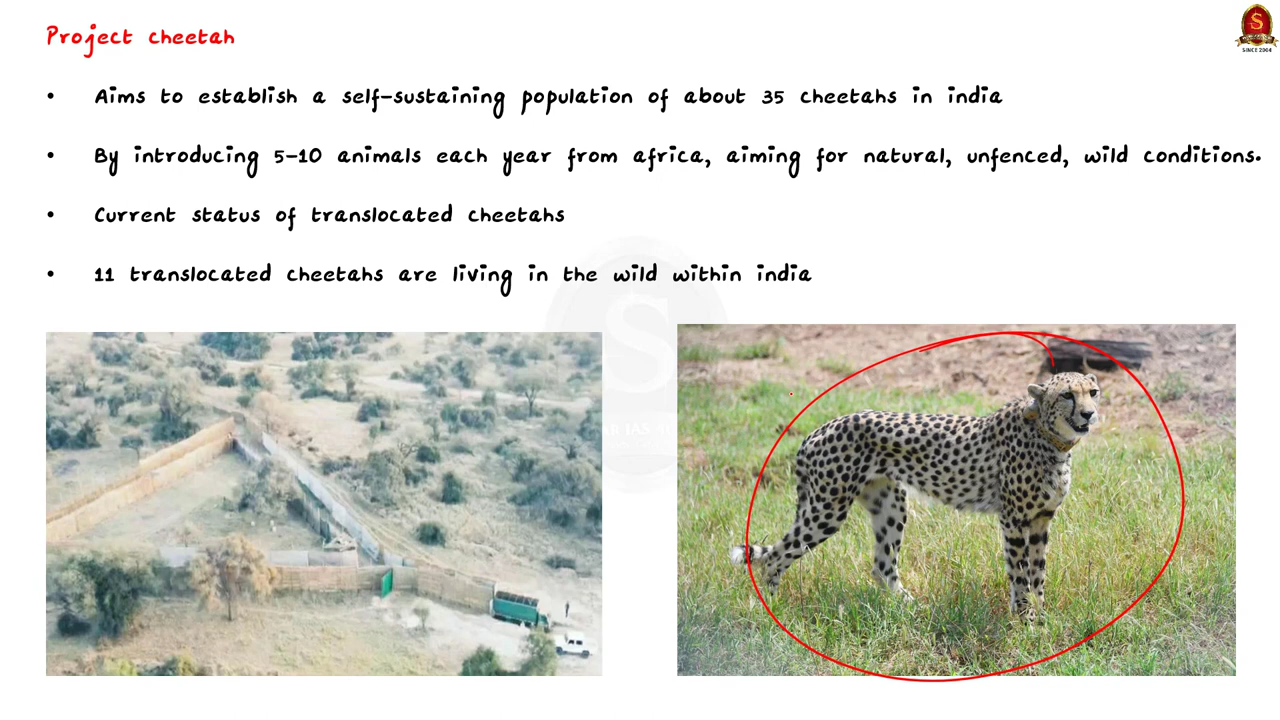 Project cheetah
• Aims to establish a self-sustaining population of about 35 cheetahs in india
• By introducing 5-10 animals each year from africa, aiming for natural, unfenced, wild conditions.
• Current status of translocated cheetahs
• 11 translocated cheetahs are living in the wild within india
S
SINCE 2004
S